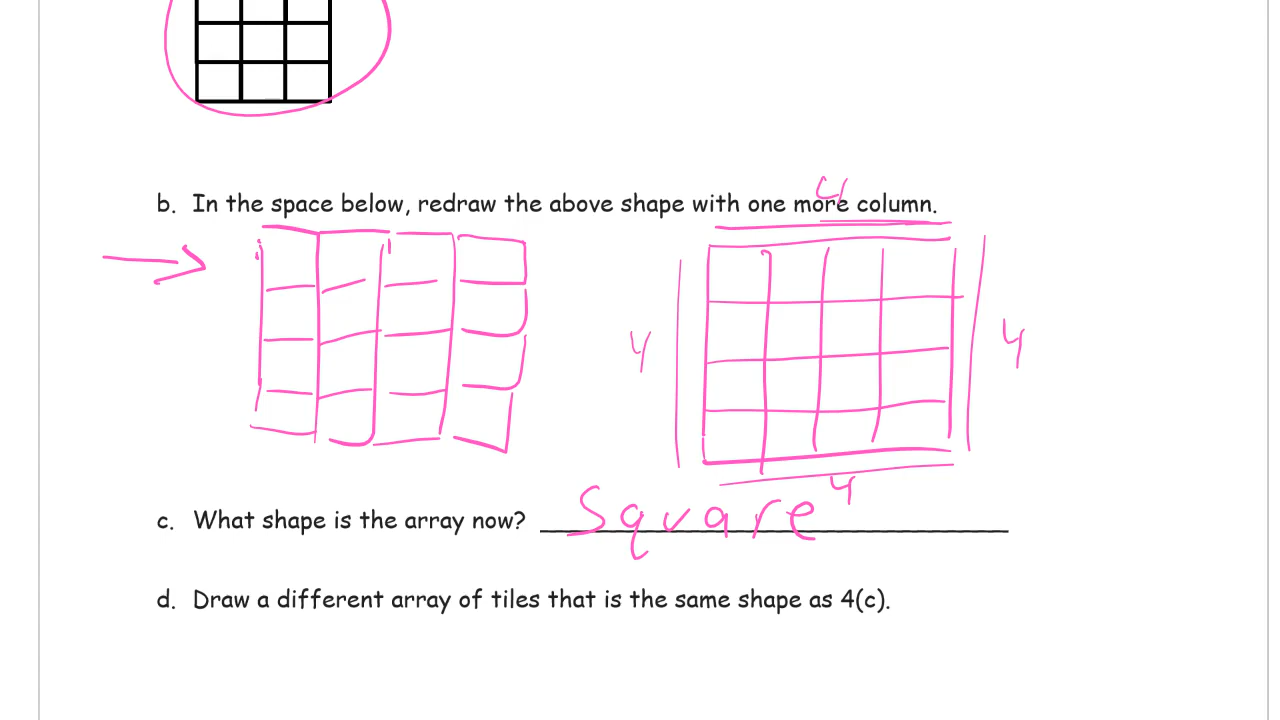 b. In the space below, redraw the above shape with one more column.
4
4
4
4
c. What shape is the array now? Square
d. Draw a different array of tiles that is the same shape as 4(c).